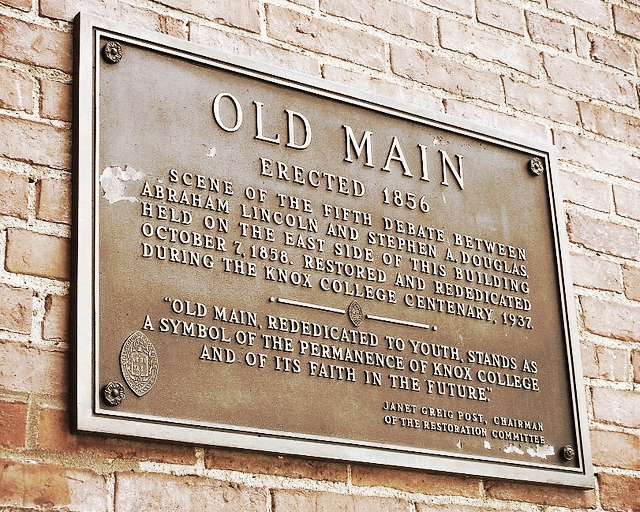 OLD MAIN
ERECTED 1856
SCENE OF THE FIFTH DEBATE BETWEEN
ABRAHAM LINCOLN AND STEPHEN A. DOUGLAS,
HELD ON THE EAST SIDE OF THIS BUILDING
OCTOBER 7, 1858. RESTORED AND REDEDICATED
DURING THE KNOX COLLEGE CENTENARY, 1937.
"OLD MAIN, REDEDICATED TO YOUTH, STANDS AS
A SYMBOL OF THE PERMANENCE OF KNOX COLLEGE
AND OF ITS FAITH IN THE FUTURE."
JANET GREIG POST, CHAIRMAN
OF THE RESTORATION COMMITTEE